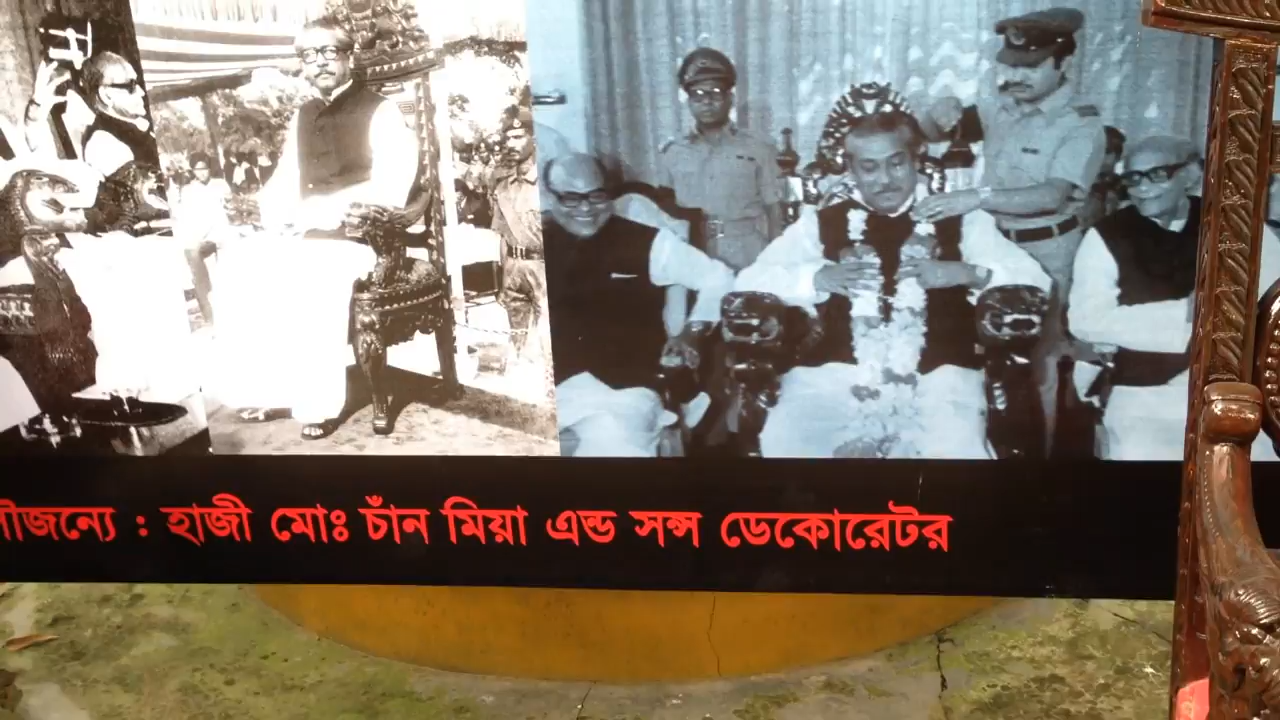 সৌজন্যে : হাজী মোঃ চাঁন মিয়া এন্ড সন্স ডেকোরেটর